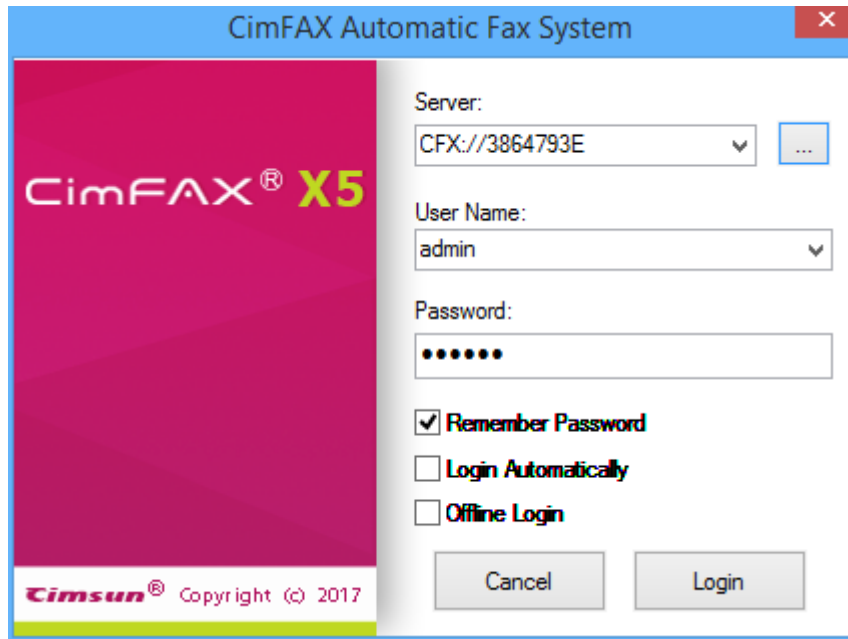 CimFAX Automatic Fax System
CimFAX® X5
Server:
CFX://3864793E
...
User Name:
admin
Password:
••••••
Remember Password
Login Automatically
Offline Login
Cancel
Login
Cimsun® Copyright (c) 2017